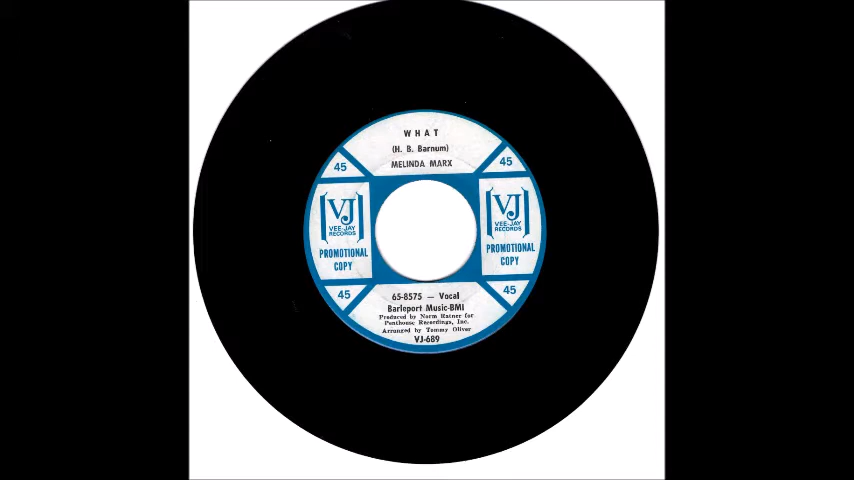 WHAT
(H. B. Barnum)
MELINDA MARX
45
45
VJ
VEE-JAY
RECORDS
PROMOTIONAL
COPY
VJ
VEE-JAY
RECORDS
PROMOTIONAL
COPY
45
45
65-8575 — Vocal
Barleport Music-BMI
Produced by Norm Ratner for
Penthouse Recordings, Inc.
Arranged by Tommy Oliver
VJ-689